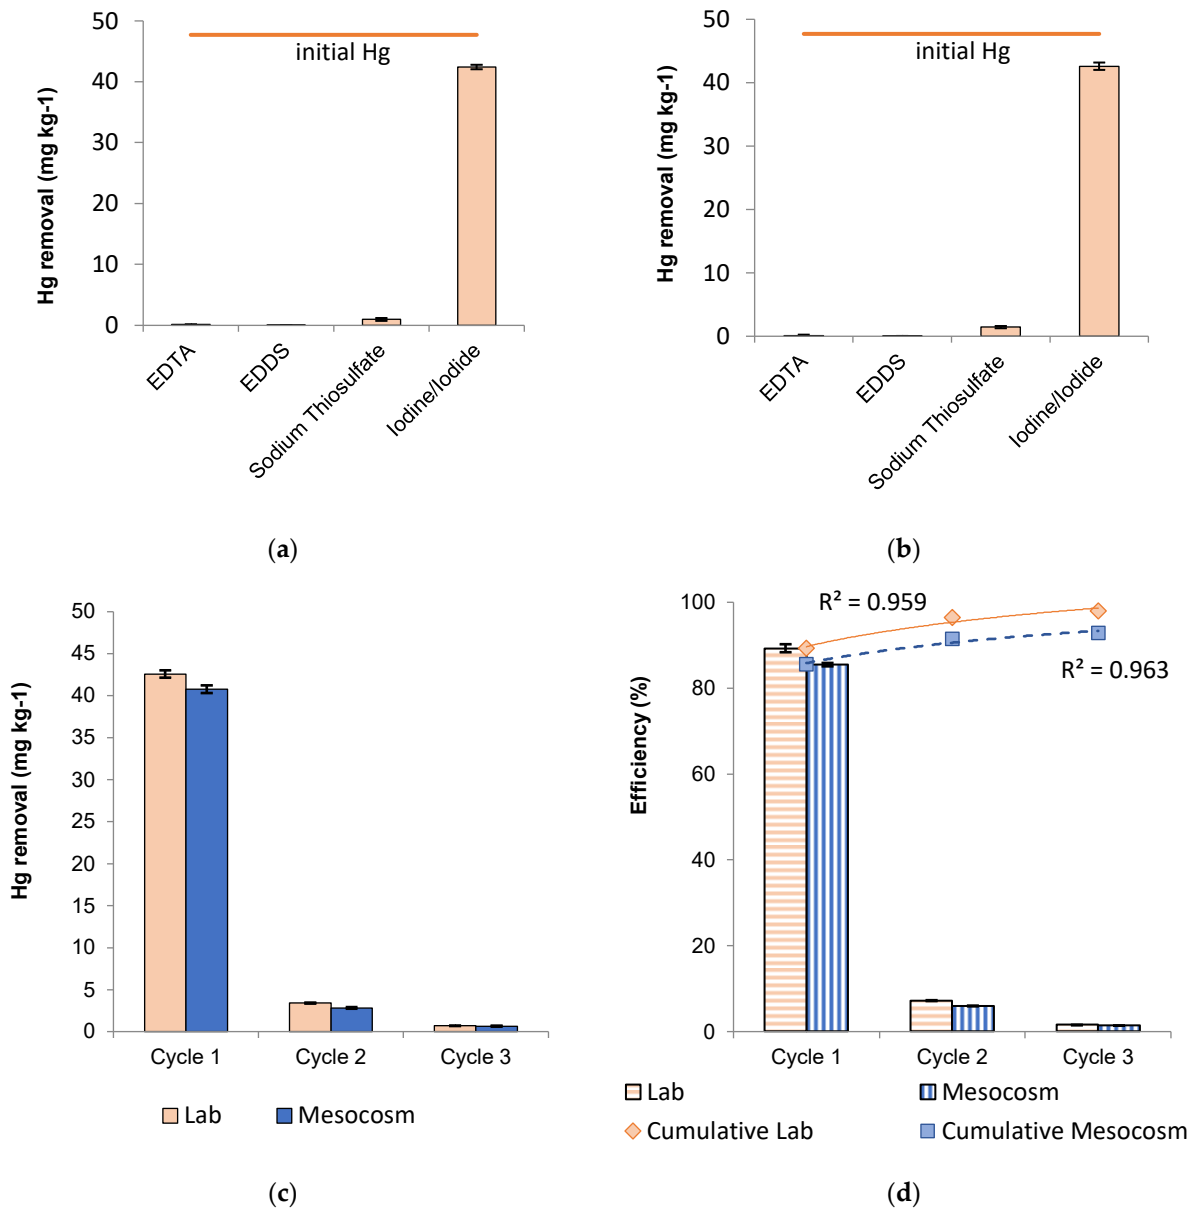 50
40
30
20
10
0
Hg removal (mg kg-1)
initial Hg
EDTA
EDDS
Sodium Thiosulfate
Iodine/Iodide
(a)
50
40
30
20
10
0
Hg removal (mg kg-1)
initial Hg
EDTA
EDDS
Sodium Thiosulfate
Iodine/Iodide
(b)
50
45
40
35
30
25
20
15
10
5
0
Hg removal (mg kg-1)
Cycle 1 Cycle 2 Cycle 3
Lab Mesocosm
(c)
100
80
60
40
20
0
Efficiency (%)
R² = 0.959
R² = 0.963
Cycle 1 Cycle 2 Cycle 3
Lab Mesocosm
Cumulative Lab Cumulative Mesocosm
(d)